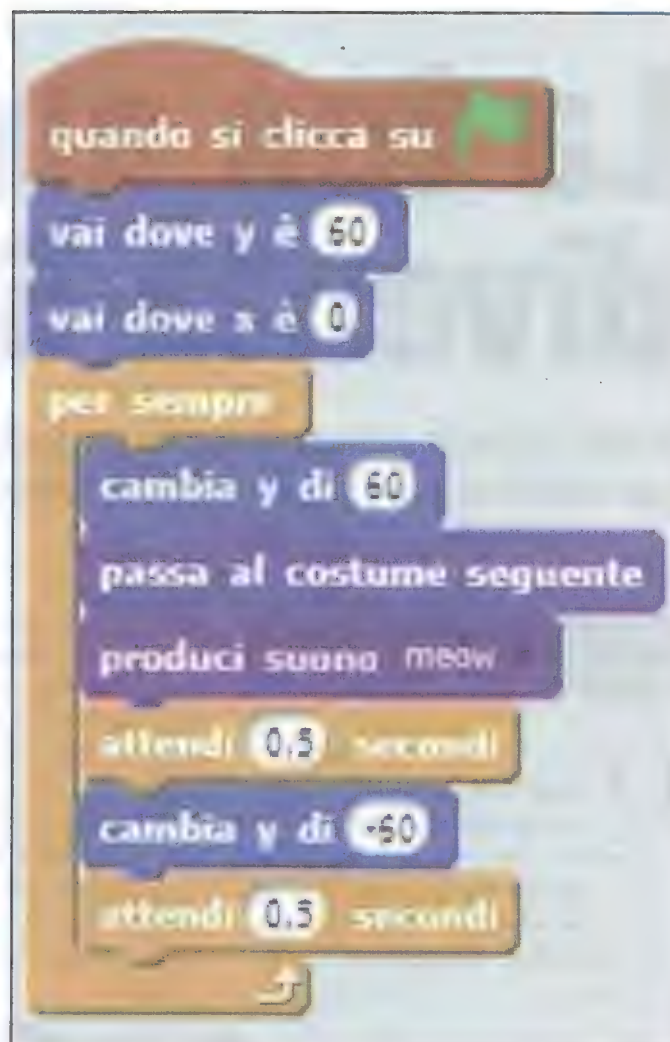 quando si clicca su
vai dove y è 60
vai dove x è 0
per sempre
cambia y di 60
passa al costume seguente
produci suono meow
attendi 0.5 secondi
cambia y di -60
attendi 0.5 secondi